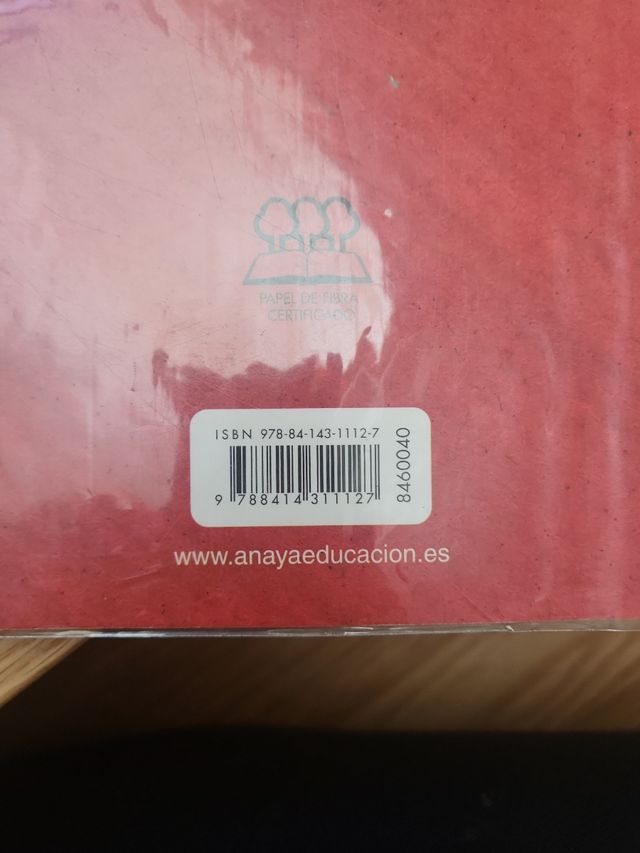 PAPEL DE FIBRA
CERTIFICADO
ISBN 978-84-143-1112-7
9 788414 311127
8460040
www.anayaeducacion.es